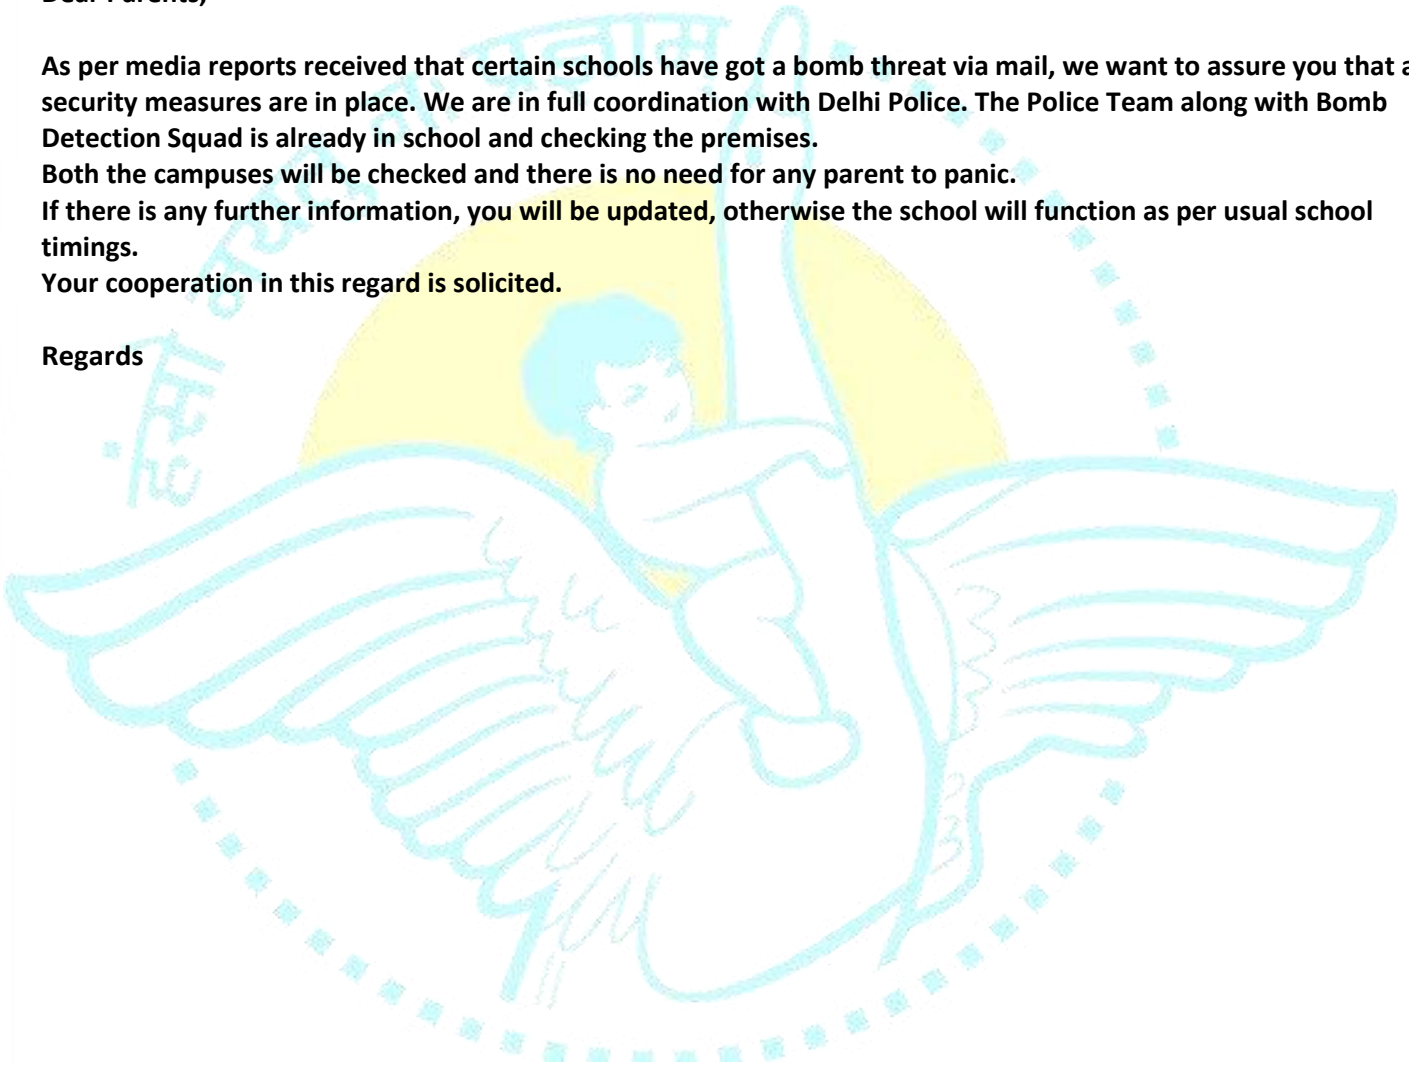 Dear Parents,
As per media reports received that certain schools have got a bomb threat via mail, we want to assure you that a
security measures are in place. We are in full coordination with Delhi Police. The Police Team along with Bomb
Detection Squad is already in school and checking the premises.
Both the campuses will be checked and there is no need for any parent to panic.
If there is any further information, you will be updated, otherwise the school will function as per usual school
timings.
Your cooperation in this regard is solicited.
Regards
हंसो नयतु